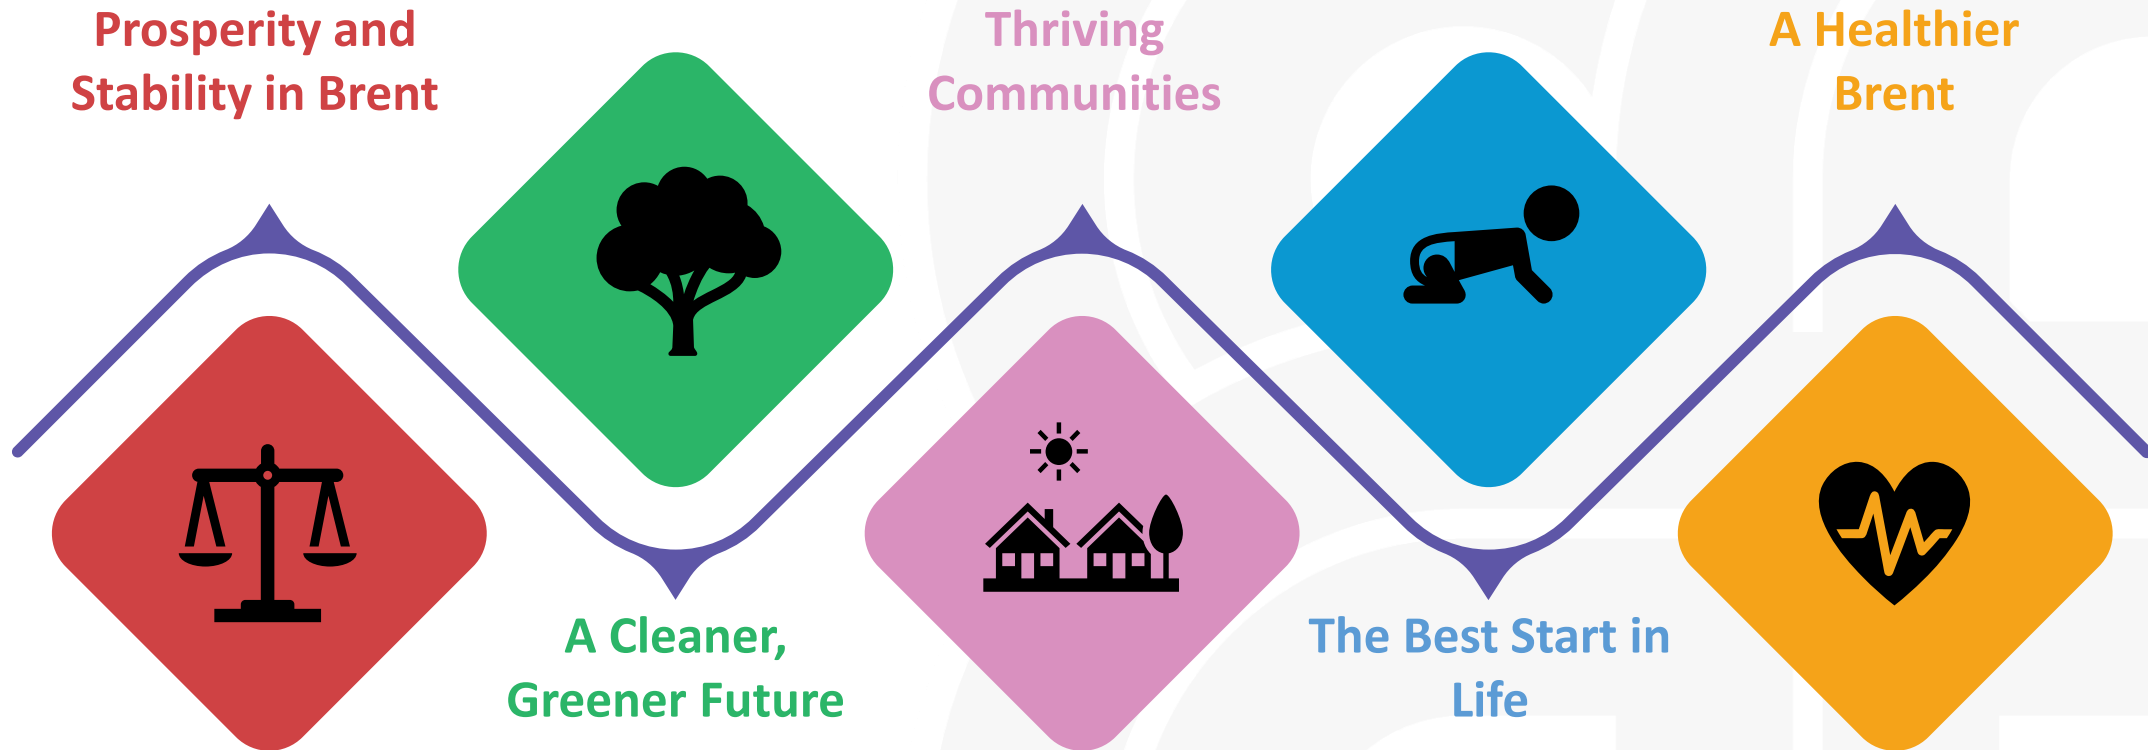 Prosperity and
Stability in Brent
A Cleaner,
Greener Future
Thriving
Communities
The Best Start in
Life
A Healthier
Brent